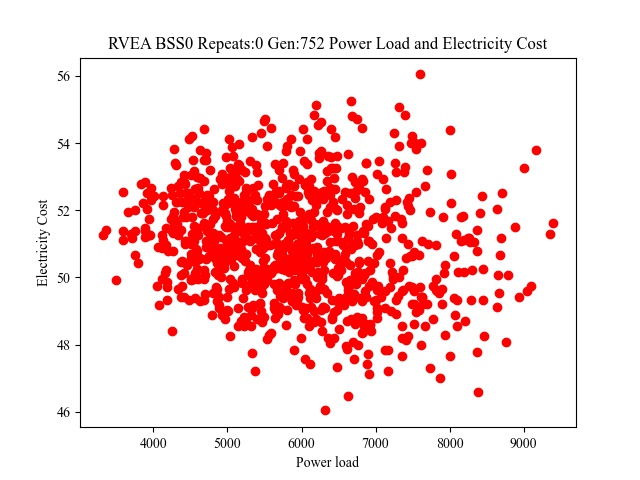 RVEA BSS0 Repeats:0 Gen:752 Power Load and Electricity Cost
56
54
52
50
48
46
Electricity Cost
4000 5000 6000 7000 8000 9000
Power load